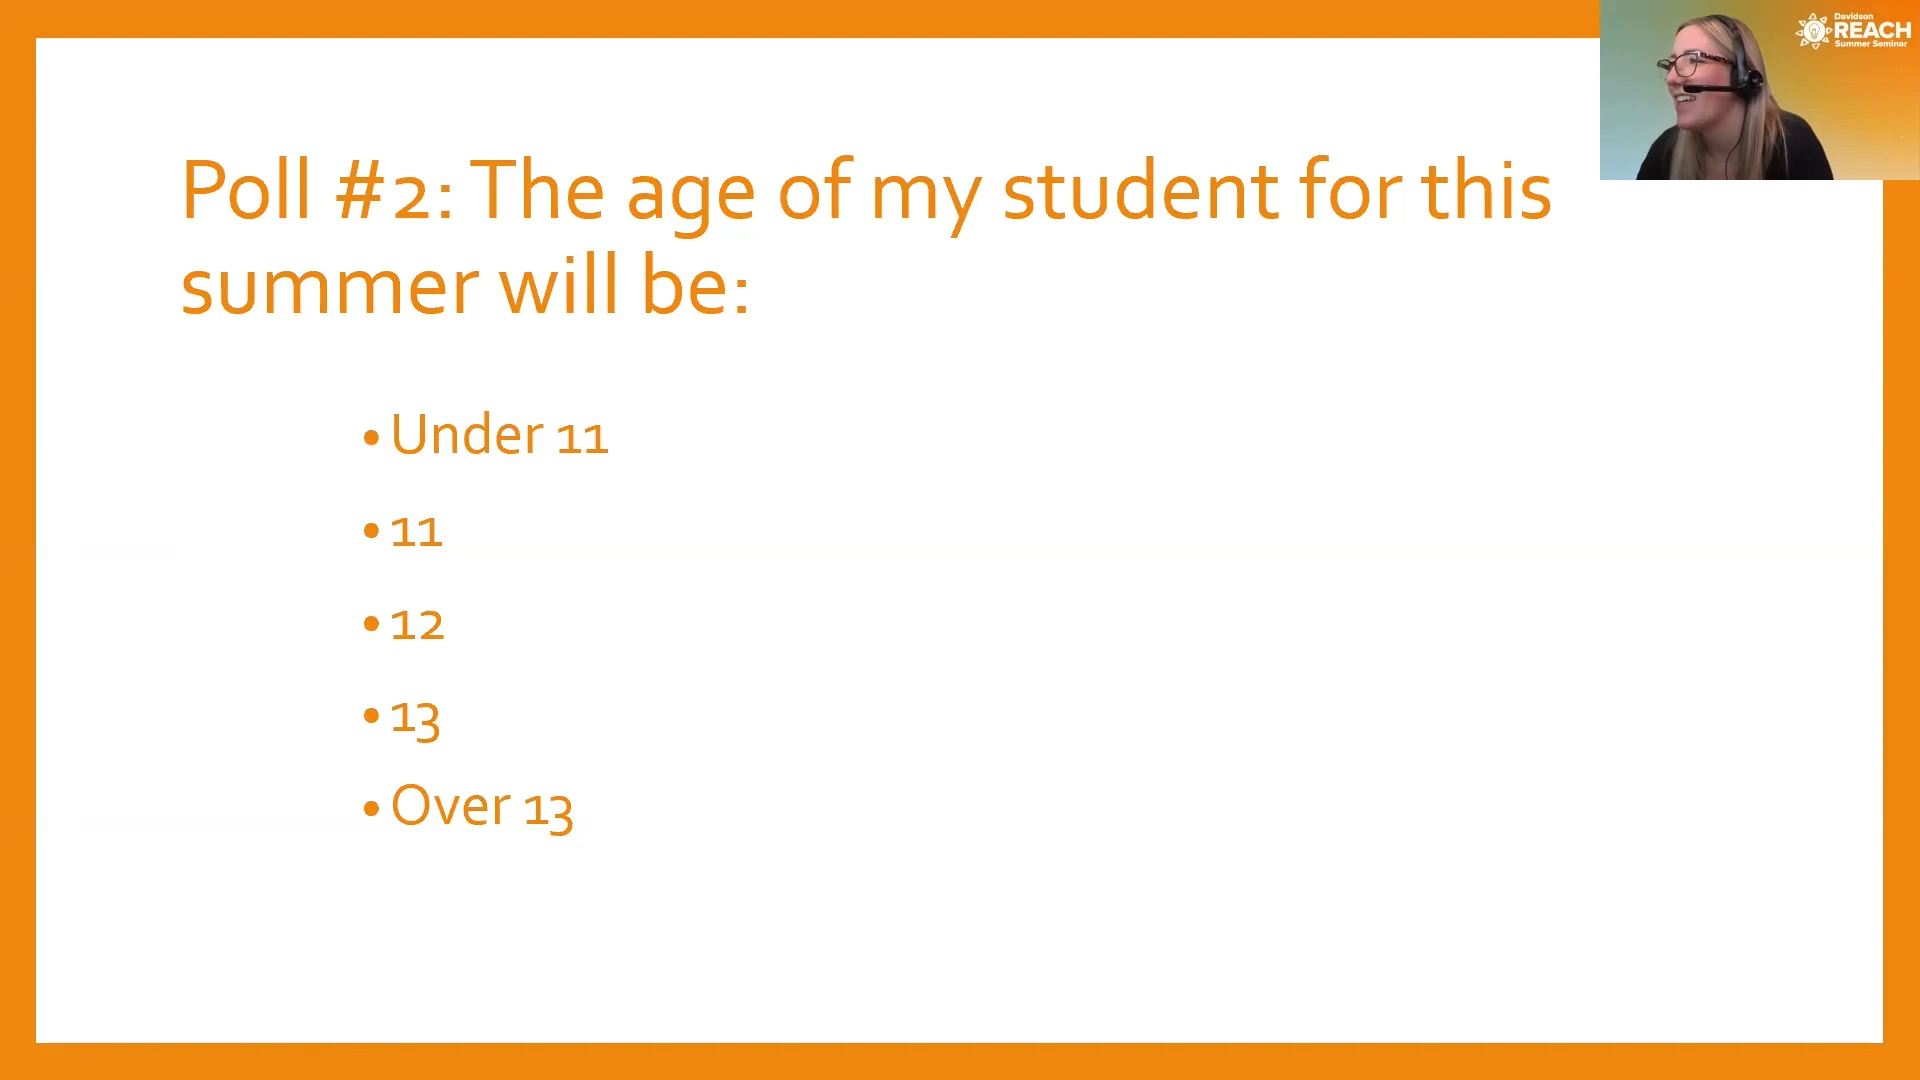 Davidson
REACH
Summer Seminar
Poll #2: The age of my student for this
summer will be:
• Under 11
• 11
• 12
• 13
• Over 13